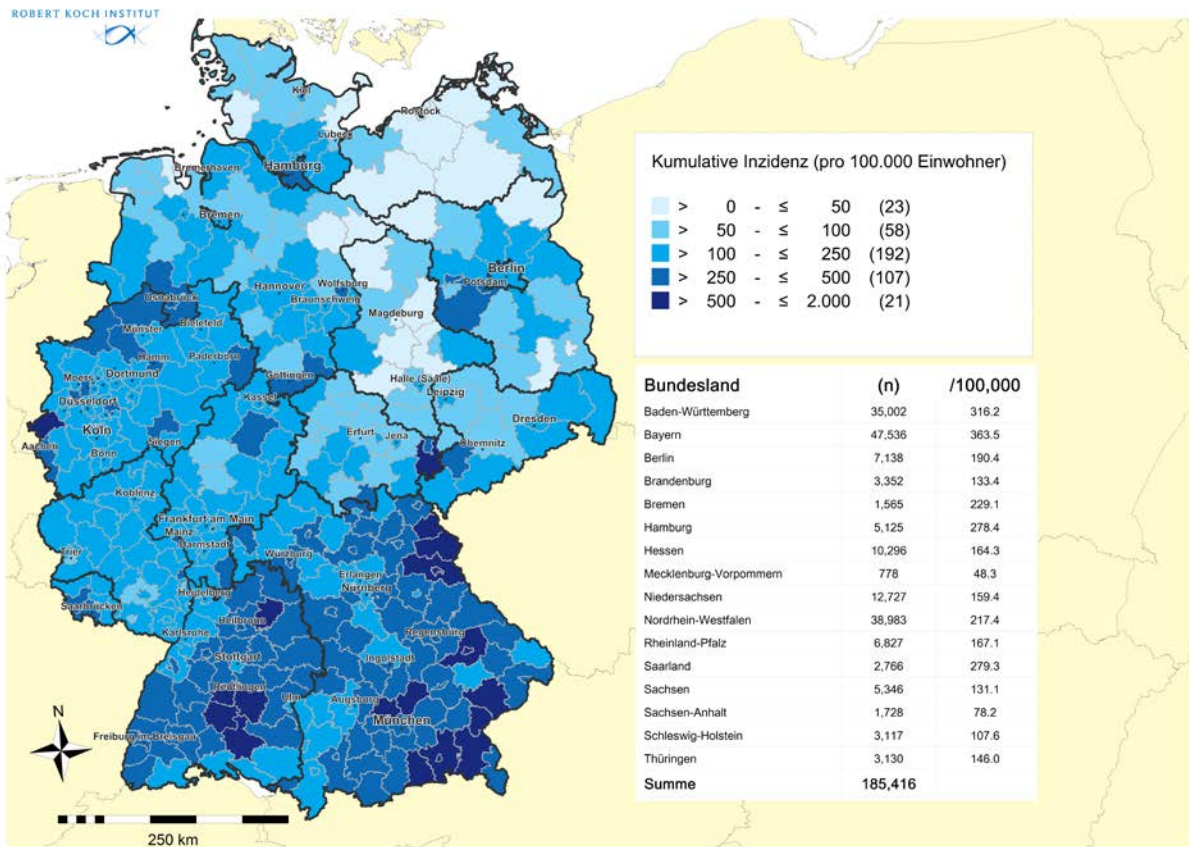 ROBERT KOCH INSTITUT
Kiel
Rostock
Lübeck
Hamburg
Bremerhaven
Bremen
Berlin
Potsdam
Hannover
Wolfsburg
Braunschweig
Magdeburg
Osnabrück
Bielefeld
Münster
Hamm
Paderborn
Moers
Dortmund
Göttingen
Halle (Saale)
Leipzig
Düsseldorf
Kassel
Dresden
Köln
Erfurt
Jena
Chemnitz
Aachen
Siegen
Bonn
Koblenz
Frankfurt am Main
Mainz
Darmstadt
Trier
Würzburg
Erlangen
Nürnberg
Heidelberg
Saarbrücken
Heilbronn
Karlsruhe
Regensburg
Stuttgart
Ingolstadt
Reutlingen
Ulm
Augsburg
München
Freiburg im Breisgau
N
250 km
Kumulative Inzidenz (pro 100.000 Einwohner)
> 0 - ≤ 50 (23)
> 50 - ≤ 100 (58)
> 100 - ≤ 250 (192)
> 250 - ≤ 500 (107)
> 500 - ≤ 2.000 (21)
Bundesland (n) /100,000
Baden-Württemberg 35,002 316.2
Bayern 47,536 363.5
Berlin 7,138 190.4
Brandenburg 3,352 133.4
Bremen 1,565 229.1
Hamburg 5,125 278.4
Hessen 10,296 164.3
Mecklenburg-Vorpommern 778 48.3
Niedersachsen 12,727 159.4
Nordrhein-Westfalen 38,983 217.4
Rheinland-Pfalz 6,827 167.1
Saarland 2,766 279.3
Sachsen 5,346 131.1
Sachsen-Anhalt 1,728 78.2
Schleswig-Holstein 3,117 107.6
Thüringen 3,130 146.0
Summe 185,416